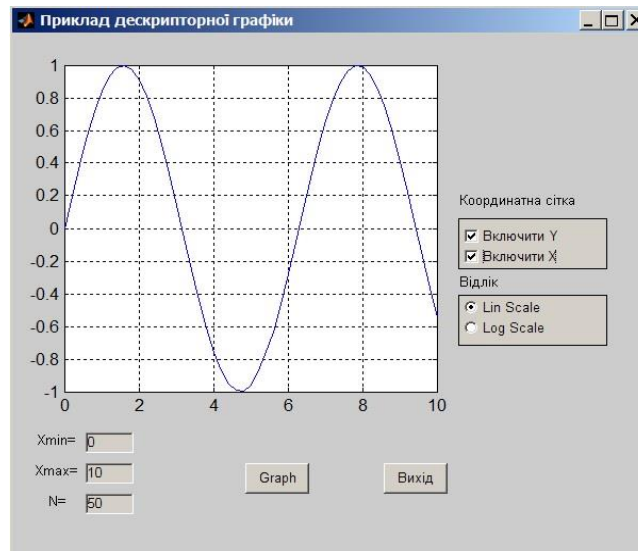 Приклад дескрипторної графіки
1
0.8
0.6
0.4
0.2
0
-0.2
-0.4
-0.6
-0.8
-1
0 2 4 6 8 10
Координатна сітка
Включити Y
Включити X
Відлік
Lin Scale
Log Scale
Xmin= 0
Xmax= 10
N= 50
Graph
Вихід